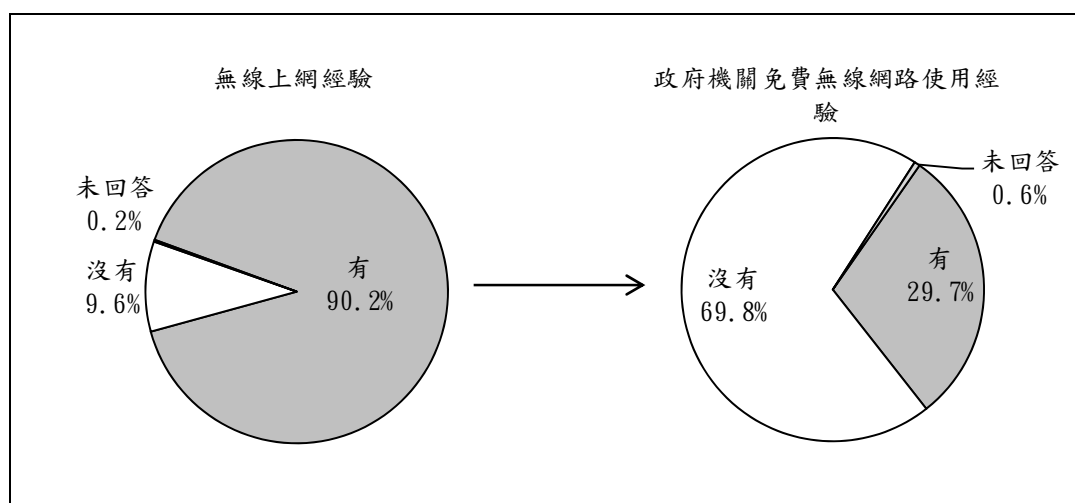 無線上網經驗
未回答
0.2%
沒有
9.6%
有
90.2%
政府機關免費無線網路使用經
驗
未回答
0.6%
沒有
69.8%
有
29.7%